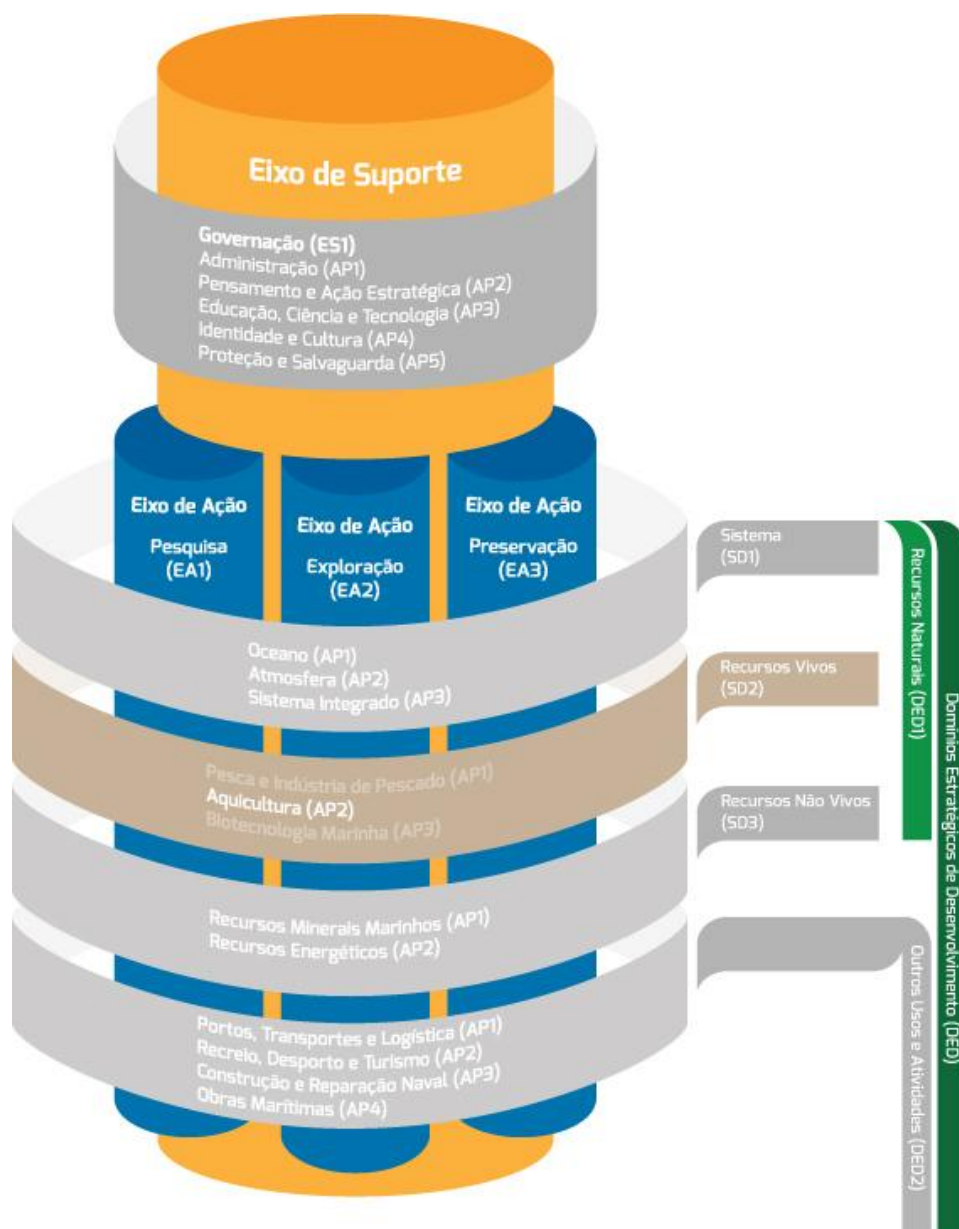 Eixo de Suporte
Governação (ES1)
Administração (AP1)
Pensamento e Ação Estratégica (AP2)
Educação, Ciência e Tecnologia (AP3)
Identidade e Cultura (AP4)
Proteção e Salvaguarda (AP5)
Eixo de Ação
Pesquisa
(EA1)
Eixo de Ação
Exploração
(EA2)
Eixo de Ação
Preservação
(EA3)
Oceano (AP1)
Atmosfera (AP2)
Sistema Integrado (AP3)
Pesca e Indústria de Pescado (AP1)
Aquicultura (AP2)
Biotecnologia Marinha (AP3)
Recursos Minerais Marinhos (AP1)
Recursos Energéticos (AP2)
Portos, Transportes e Logística (AP1)
Recreio, Desporto e Turismo (AP2)
Construção e Reparação Naval (AP3)
Obras Marítimas (AP4)
Sistema
(SD1)
Recursos Vivos
(SD2)
Recursos Não Vivos
(SD3)
Recursos Naturais (DED1)
Outros Usos e Atividades (DED2)
Domínios Estratégicos de Desenvolvimento (DED)